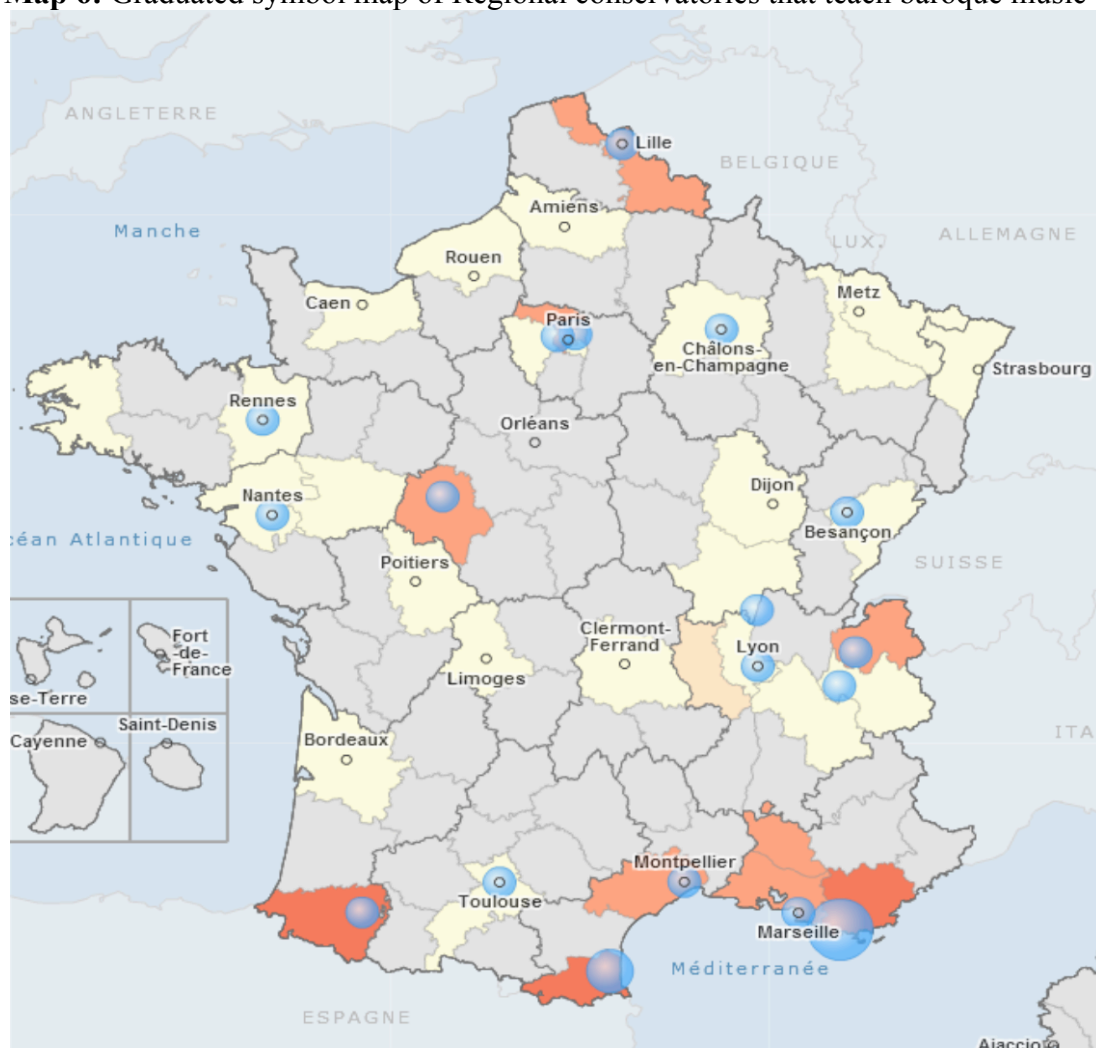 Map 6: Graduated symbol map of Regional conservatories that teach baroque music
ANGLETERRE
Lille
BELGIQUE
Amiens
Manche
LUX.
ALLEMAGNE
Rouen
Metz
Caen
Paris
Châlons-
en-Champagne
Strasbourg
Rennes
Orléans
Dijon
Nantes
Besançon
céan Atlantique
Poitiers
SUISSE
Clermont-
Ferrand
Lyon
Fort
-de-
France
Limoges
se-Terre
Saint-Denis
Cayenne
Bordeaux
ITA
Montpellier
Toulouse
Marseille
Méditerranée
ESPAGNE
Ajaccio